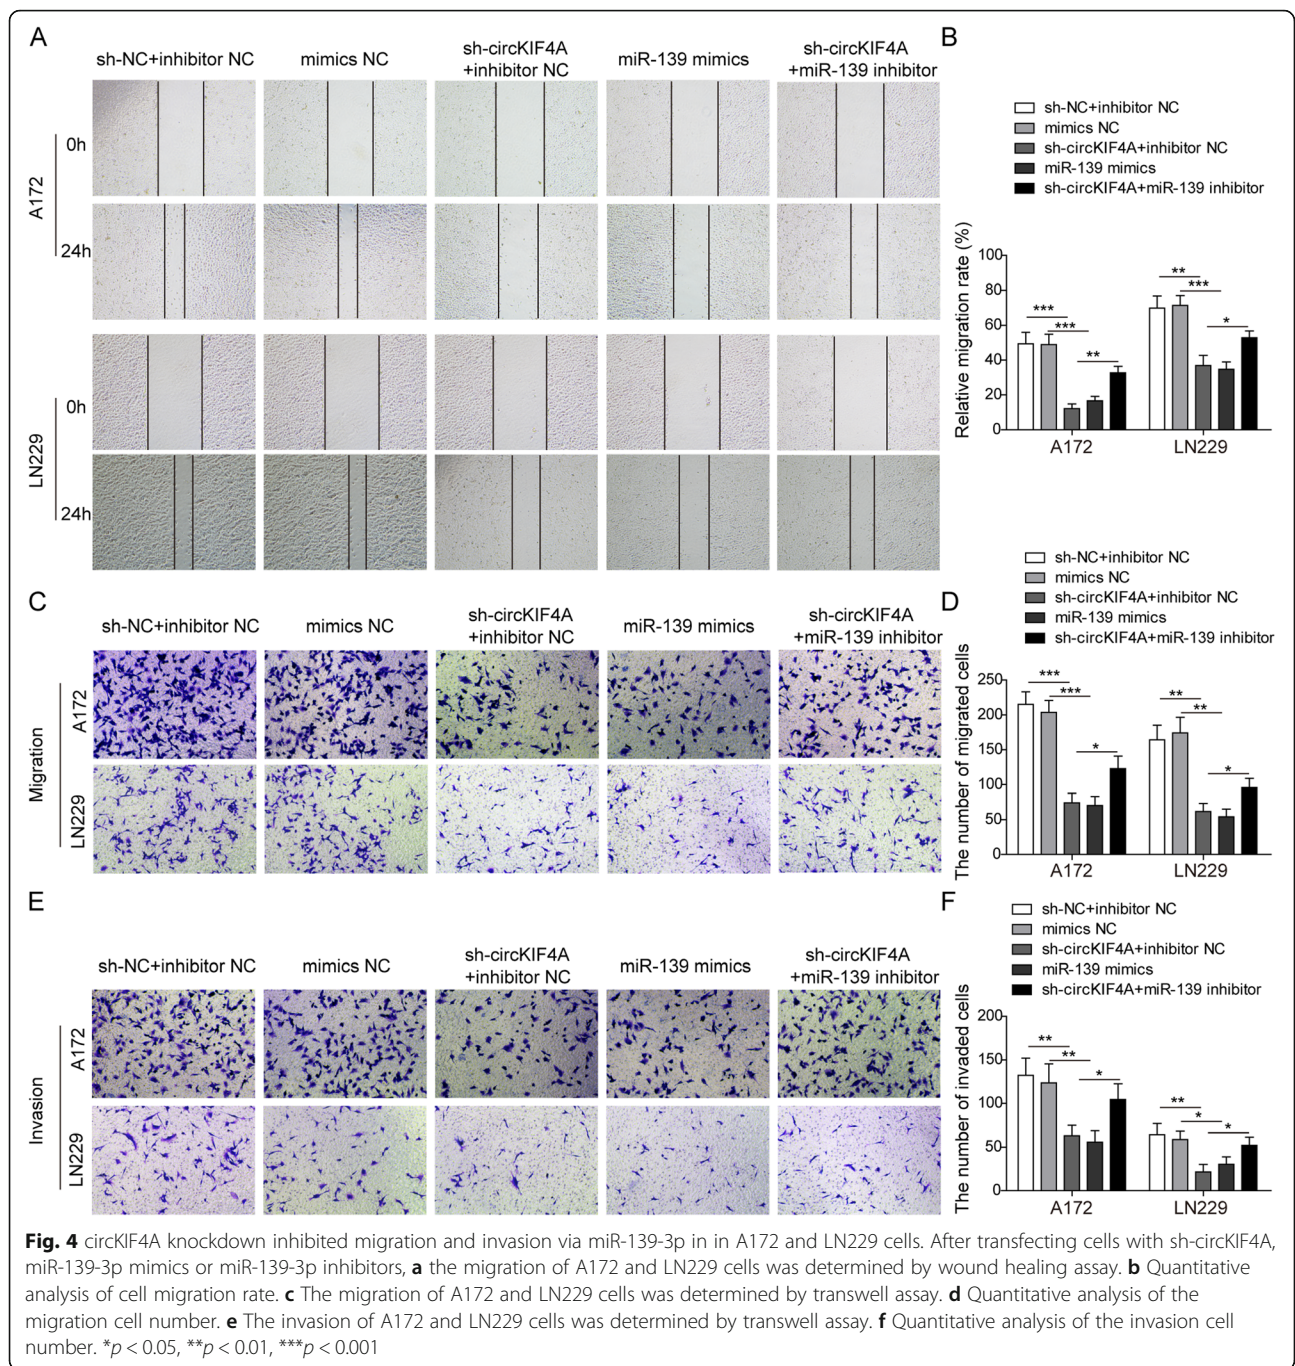 A
sh-NC+inhibitor NC
mimics NC
sh-circKIF4A
+inhibitor NC
miR-139 mimics
sh-circKIF4A
+miR-139 inhibitor
A172
0h
24h
LN229
0h
24h
B
sh-NC+inhibitor NC
mimics NC
sh-circKIF4A+inhibitor NC
miR-139 mimics
sh-circKIF4A+miR-139 inhibitor
Relative migration rate (%)
100
80
60
40
20
0
***
***
**
**
***
*
A172
LN229
C
sh-NC+inhibitor NC
mimics NC
sh-circKIF4A
+inhibitor NC
miR-139 mimics
sh-circKIF4A
+miR-139 inhibitor
Migration
A172
LN229
D
sh-NC+inhibitor NC
mimics NC
sh-circKIF4A+inhibitor NC
miR-139 mimics
sh-circKIF4A+miR-139 inhibitor
The number of migrated cells
250
200
150
100
50
0
***
***
*
**
**
*
A172
LN229
E
sh-NC+inhibitor NC
mimics NC
sh-circKIF4A
+inhibitor NC
miR-139 mimics
sh-circKIF4A
+miR-139 inhibitor
Invasion
A172
LN229
F
sh-NC+inhibitor NC
mimics NC
sh-circKIF4A+inhibitor NC
miR-139 mimics
sh-circKIF4A+miR-139 inhibitor
The number of invaded cells
200
150
100
50
0
**
**
*
**
*
*
A172
LN229
Fig. 4 circKIF4A knockdown inhibited migration and invasion via miR-139-3p in in A172 and LN229 cells. After transfecting cells with sh-circKIF4A,
miR-139-3p mimics or miR-139-3p inhibitors, a the migration of A172 and LN229 cells was determined by wound healing assay. b Quantitative
analysis of cell migration rate. c The migration of A172 and LN229 cells was determined by transwell assay. d Quantitative analysis of the
migration cell number. e The invasion of A172 and LN229 cells was determined by transwell assay. f Quantitative analysis of the invasion cell
number. *p < 0.05, **p < 0.01, ***p < 0.001